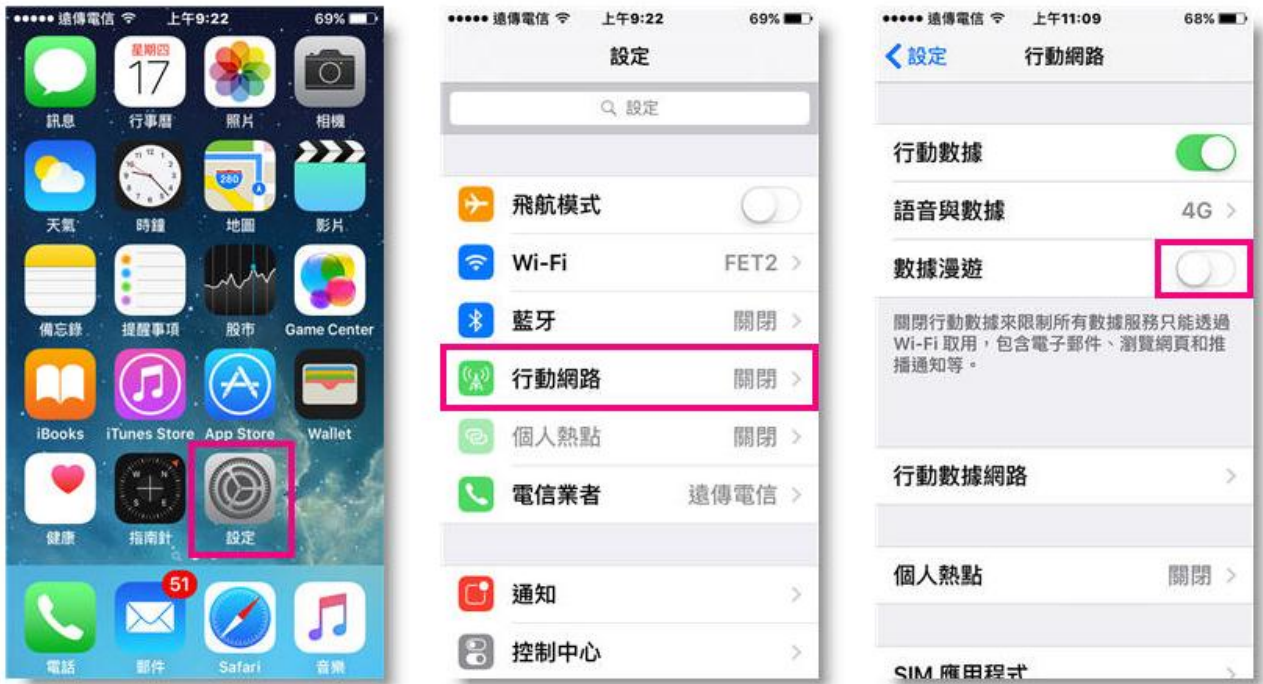 遠傳電信 上午9:22 69%
星期四
17
訊息 行事曆 照片 相機
280
天氣 時鐘 地圖 影片
備忘錄 提醒事項 股市 Game Center
iBooks iTunes Store App Store Wallet
健康 指南針 設定
51
電話 郵件 Safari 音樂
遠傳電信 上午9:22 69%
設定
設定
飛航模式
Wi-Fi FET2
藍牙 關閉
行動網路 關閉
個人熱點 關閉
電信業者 遠傳電信
通知
控制中心
遠傳電信 上午11:09 68%
設定 行動網路
行動數據
語音與數據 4G
數據漫遊
關閉行動數據來限制所有數據服務只能透過
Wi-Fi 取用，包含電子郵件、瀏覽網頁和推
播通知等。
行動數據網路
個人熱點 關閉
SIM 應用程式